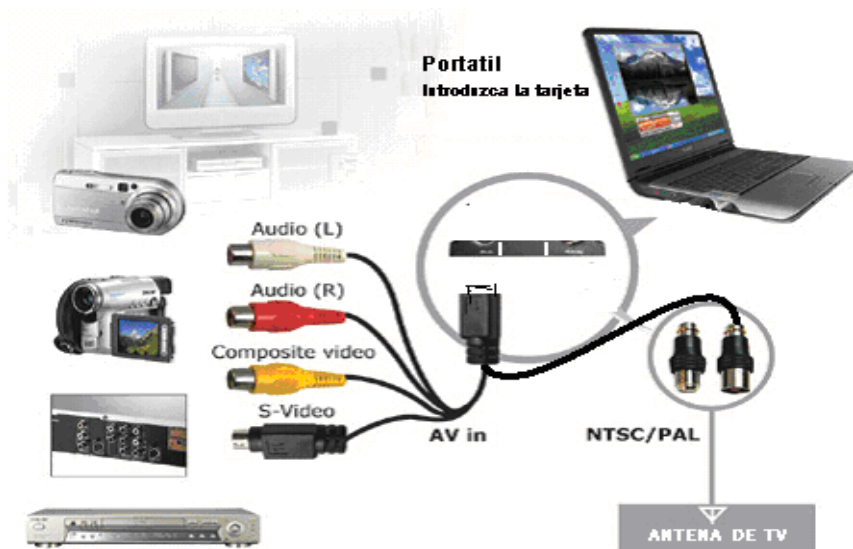 Portatil
Introduzca la tarjeta
Audio (L)
Audio (R)
Composite video
S-Video
AV in
NTSC/PAL
ANTENA DE TV